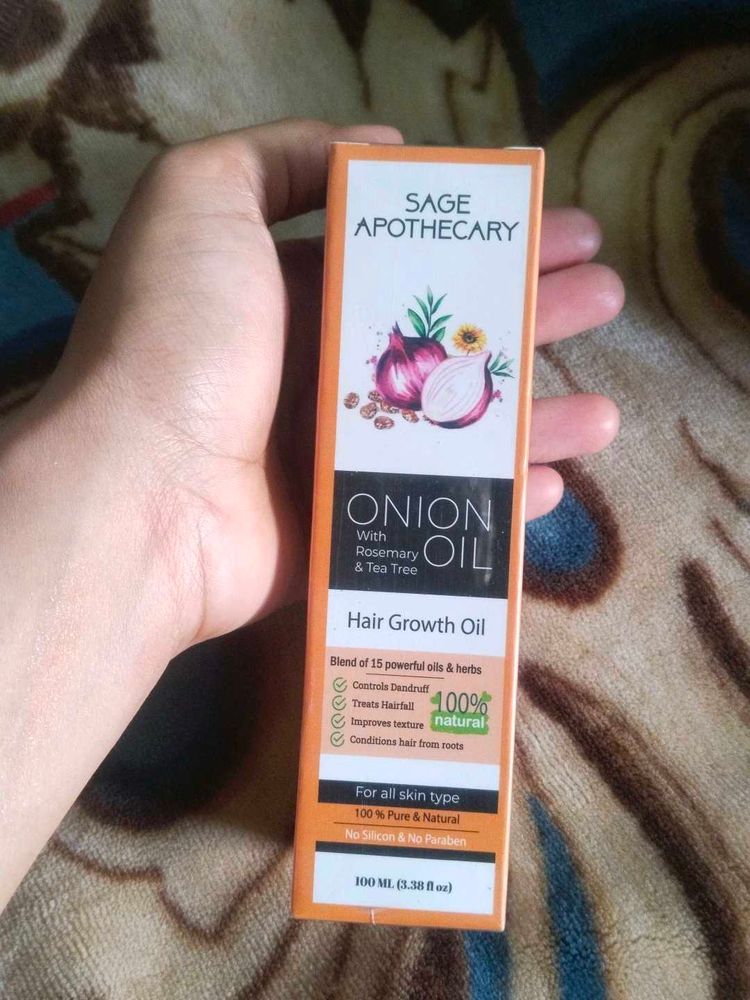 SAGE
APOTHECARY
ONION
With
Rosemary
& Tea Tree
OIL
Hair Growth Oil
Blend of 15 powerful oils & herbs
Controls Dandruff
Treats Hairfall
Improves texture
Conditions hair from roots
100%
natural
For all skin type
100 % Pure & Natural
No Silicon & No Paraben
100 ML (3.38 fl oz)